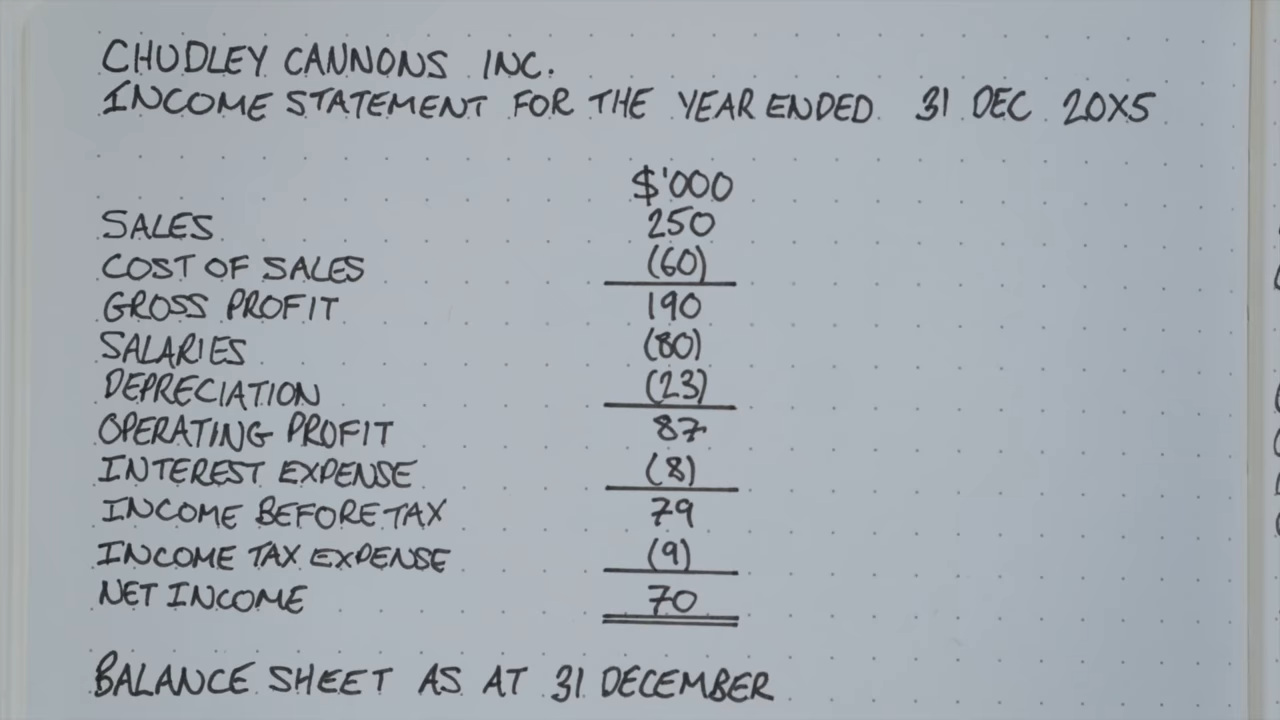 CHUDLEY CANNONS INC.
INCOME STATEMENT FOR THE YEAR ENDED 31 DEC 20X5
$'000
SALES 250
COST OF SALES (60)
GROSS PROFIT 190
SALARIES (80)
DEPRECIATION (23)
OPERATING PROFIT 87
INTEREST EXPENSE (8)
INCOME BEFORE TAX 79
INCOME TAX EXPENSE (9)
NET INCOME 70
BALANCE SHEET AS AT 31 DECEMBER